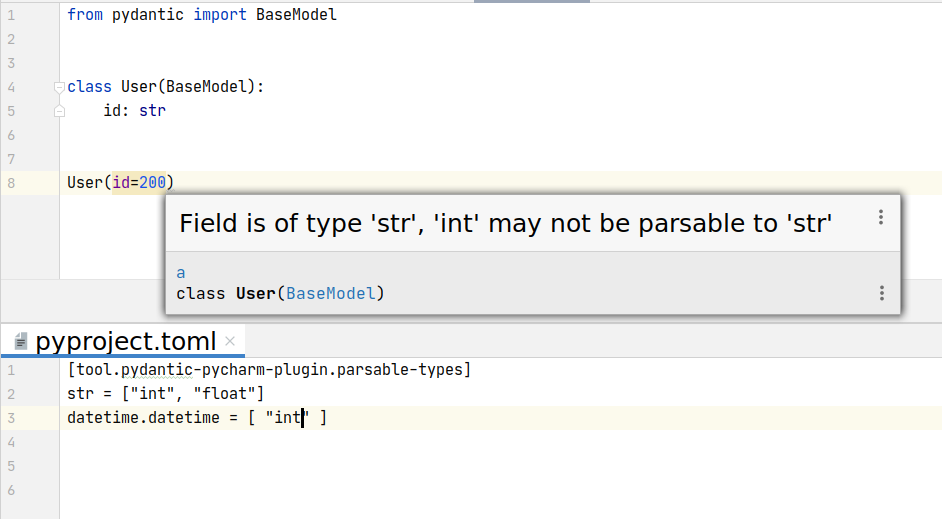 1 from pydantic import BaseModel
2
3
4 class User(BaseModel):
5     id: str
6
7
8 User(id=200)
Field is of type 'str', 'int' may not be parsable to 'str'
a
class User(BaseModel)
pyproject.toml ×
1 [tool.pydantic-pycharm-plugin.parsable-types]
2 str = ["int", "float"]
3 datetime.datetime = [ "int" ]
4
5
6